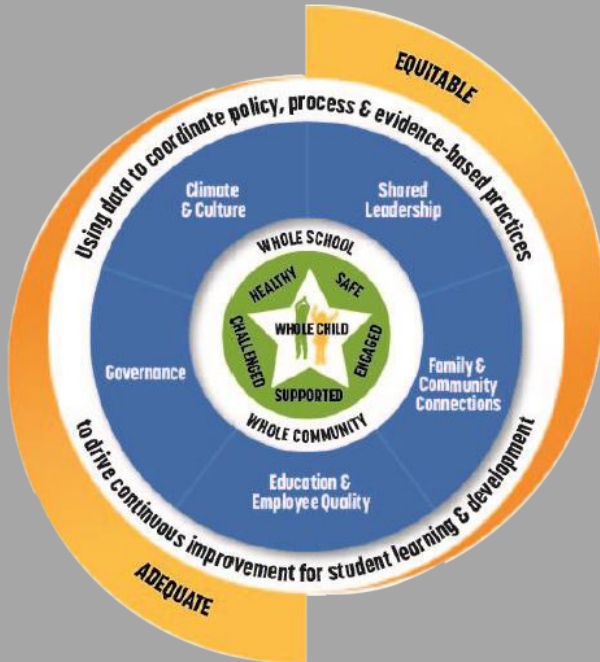 EQUITABLE
Using data to coordinate policy, process & evidence-based practices
Climate
& Culture
Shared
Leadership
WHOLE SCHOOL
HEALTHY
SAFE
WHOLE CHILD
CHALLENGED
ENGAGED
SUPPORTED
WHOLE COMMUNITY
Governance
Family &
Community
Connections
Education &
Employee Quality
to drive continuous improvement for student learning & development
ADEQUATE